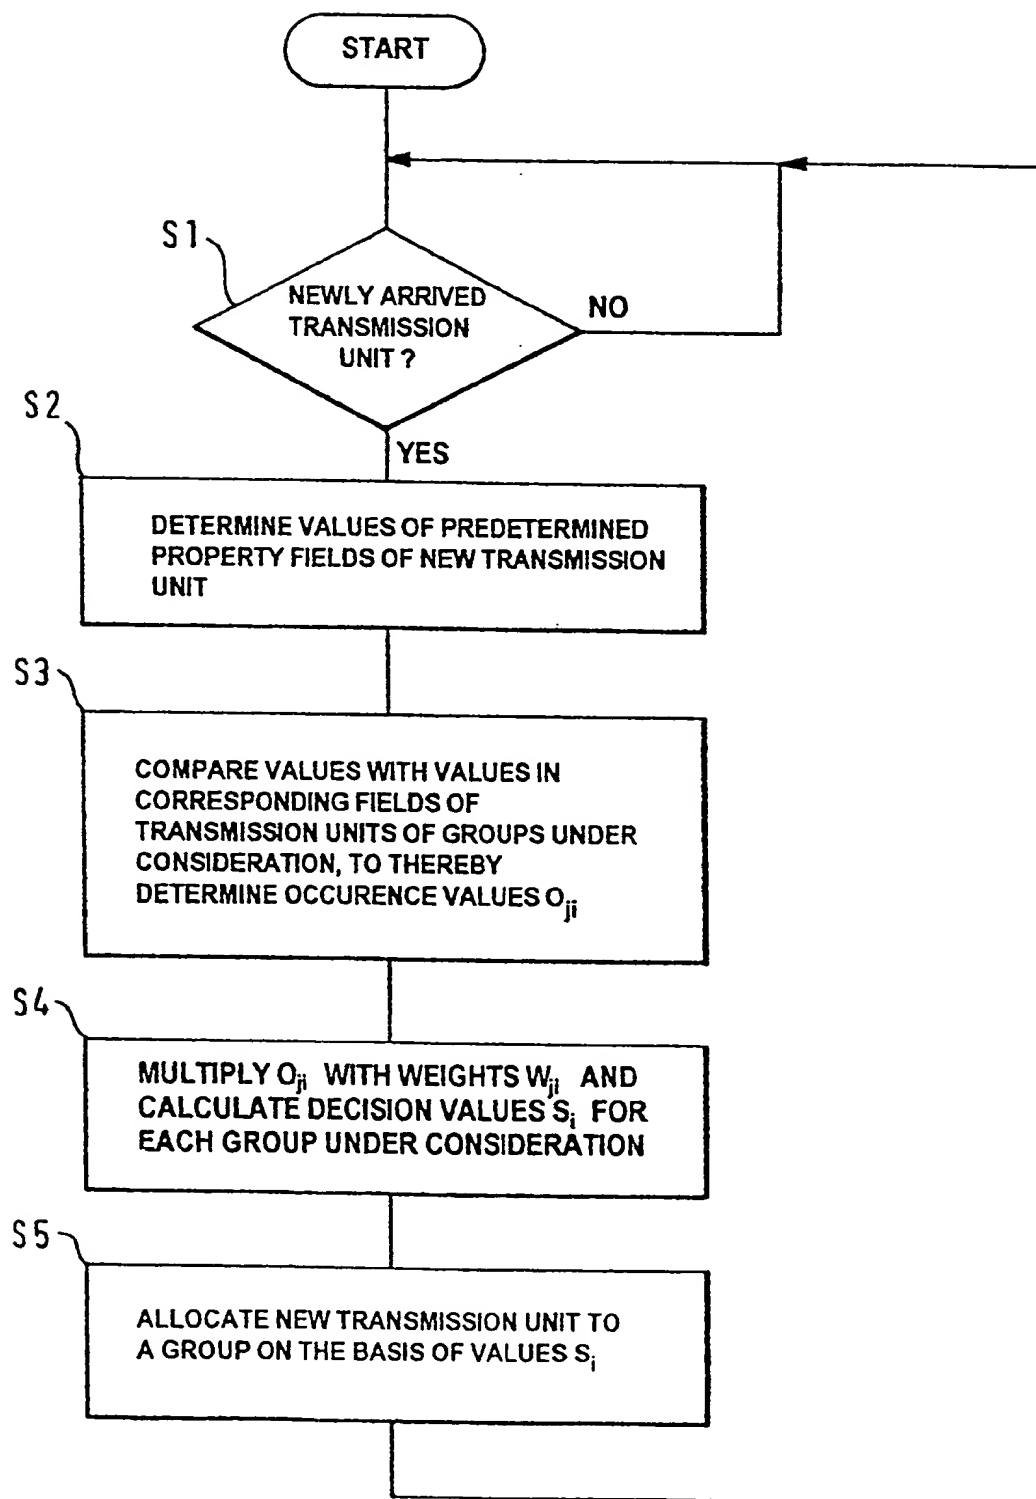 START
S1
NEWLY ARRIVED
TRANSMISSION
UNIT ?
NO
YES
S2
DETERMINE VALUES OF PREDETERMINED
PROPERTY FIELDS OF NEW TRANSMISSION
UNIT
S3
COMPARE VALUES WITH VALUES IN
CORRESPONDING FIELDS OF
TRANSMISSION UNITS OF GROUPS UNDER
CONSIDERATION, TO THEREBY
DETERMINE OCCURENCE VALUES Oji
S4
MULTIPLY Oji WITH WEIGHTS Wji AND
CALCULATE DECISION VALUES Si FOR
EACH GROUP UNDER CONSIDERATION
S5
ALLOCATE NEW TRANSMISSION UNIT TO
A GROUP ON THE BASIS OF VALUES Si